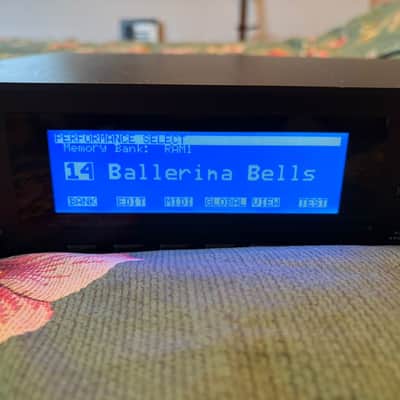 PERFORMANCE SELECT
Memory Bank: RAM1
14 Ballerina Bells
BANK EDIT MIDI GLOBAL VIEW TEST